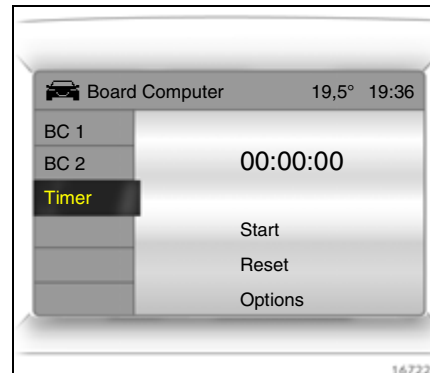 Board Computer 19,5° 19:36
BC 1
BC 2 00:00:00
Timer
Start
Reset
Options
16722